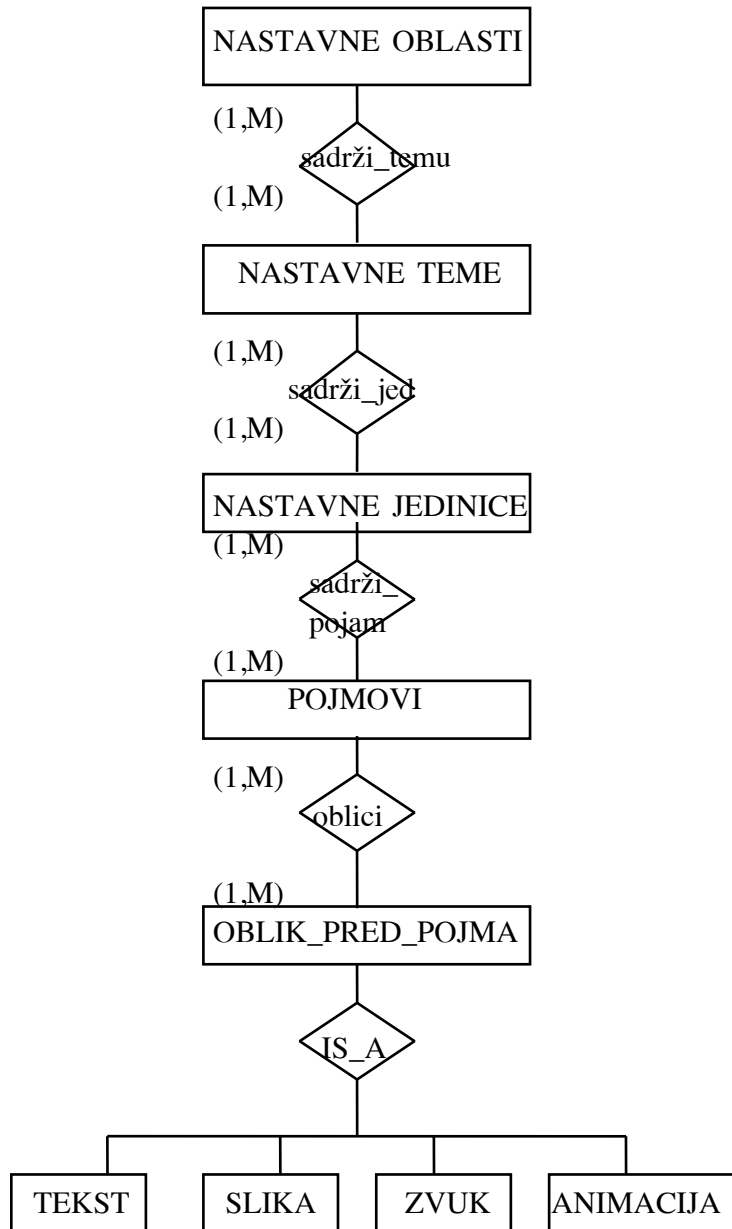 NASTAVNE OBLASTI
(1,M)
sadrži_temu
(1,M)
NASTAVNE TEME
(1,M)
sadrži_jed
(1,M)
NASTAVNE JEDINICE
(1,M)
sadrži_
pojam
(1,M)
POJMOVI
(1,M)
oblici
(1,M)
OBLIK_PRED_POJMA
IS_A
TEKST SLIKA ZVUK ANIMACIJA